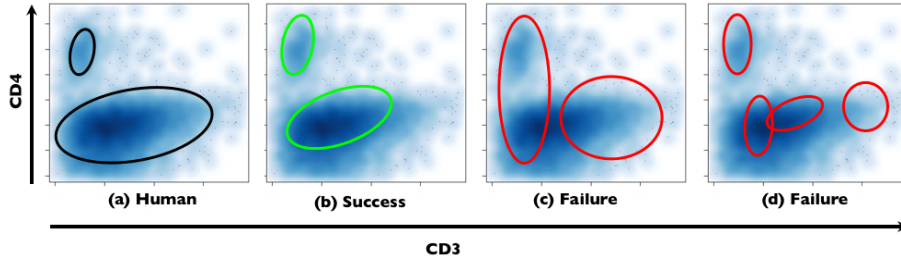 CD4
(a) Human
(b) Success
(c) Failure
(d) Failure
CD3